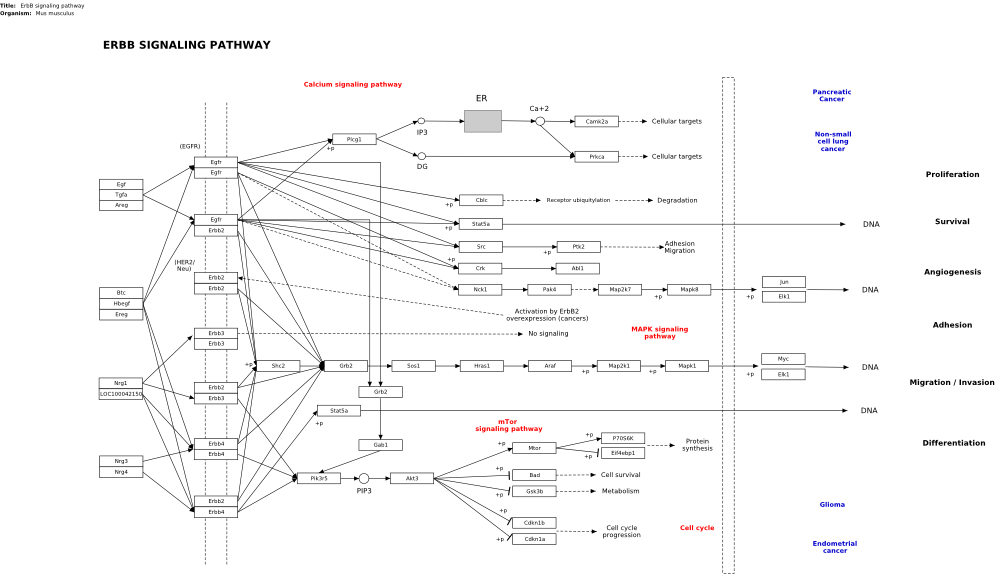 Title: ErbB signaling pathway
Organism: Mus musculus
ERBB SIGNALING PATHWAY
Calcium signaling pathway
ER
Ca+2
Pancreatic
Cancer
IP3
Camk2a
Cellular targets
Plcg1
+p
(EGFR)
Non-small
cell lung
cancer
DG
Prkca
Cellular targets
Egfr
Egfr
Proliferation
Egf
Tgfa
Areg
Cblc
+p
Receptor ubiquitylation
Degradation
Egfr
Erbb2
Stat5a
+p
DNA
Survival
Src
+p
Ptk2
+p
Adhesion
Migration
(HER2/
Neu)
Crk
Abl1
Angiogenesis
Erbb2
Erbb2
Nck1
Pak4
Map2k7
+p
Mapk8
+p
Jun
Elk1
DNA
Btc
Hbegf
Ereg
Activation by ErbB2
overexpression (cancers)
Erbb3
Erbb3
No signaling
MAPK signaling
pathway
Adhesion
+p
Shc2
Grb2
Sos1
Hras1
Araf
+p
Map2k1
+p
Mapk1
+p
Myc
Elk1
DNA
Nrg1
LOC100042150
Erbb2
Erbb3
Grb2
Migration / Invasion
Stat5a
+p
DNA
mTor
signaling pathway
Erbb4
Erbb4
Gab1
+p
Mtor
+p
+p
P70S6K
Eif4ebp1
Protein
synthesis
Differentiation
Nrg3
Nrg4
Pik3r5
PIP3
Akt3
+p
Bad
Cell survival
+p
Gsk3b
Metabolism
Erbb2
Erbb4
+p
Cdkn1b
Cdkn1a
+p
Cell cycle
progression
Cell cycle
Glioma
Endometrial
cancer